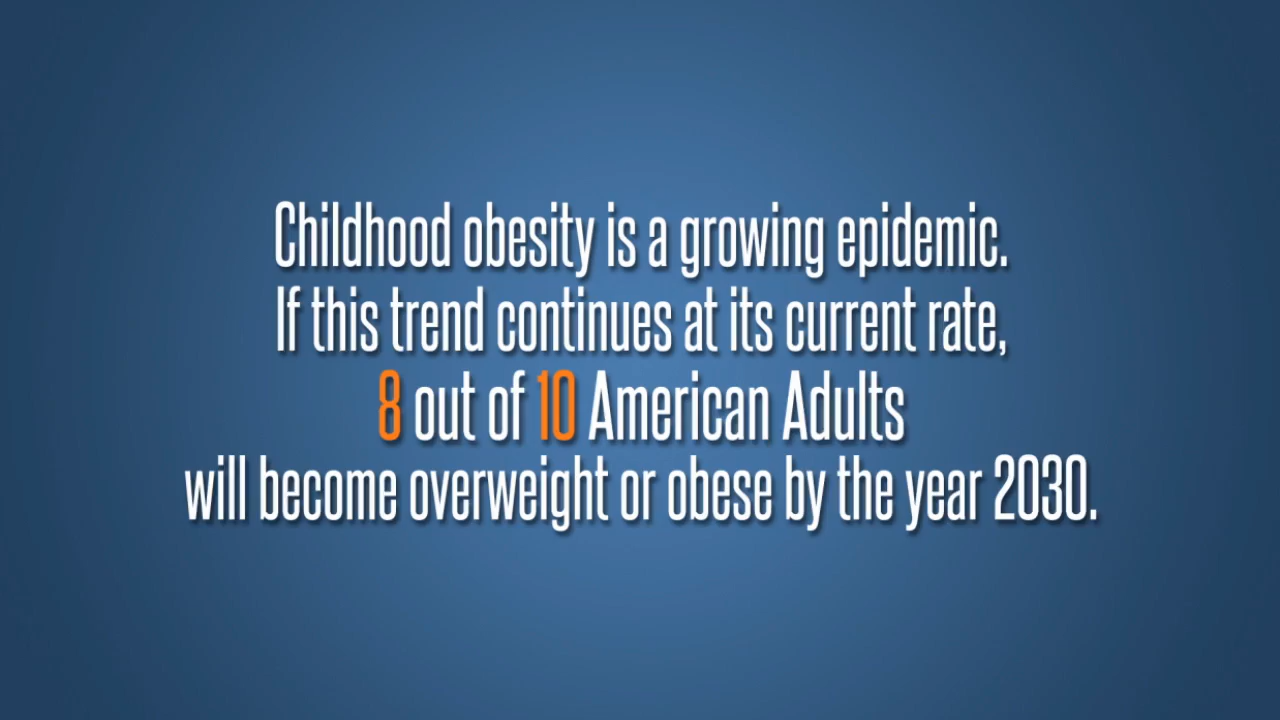 Childhood obesity is a growing epidemic.
If this trend continues at its current rate,
8 out of 10 American Adults
will become overweight or obese by the year 2030.